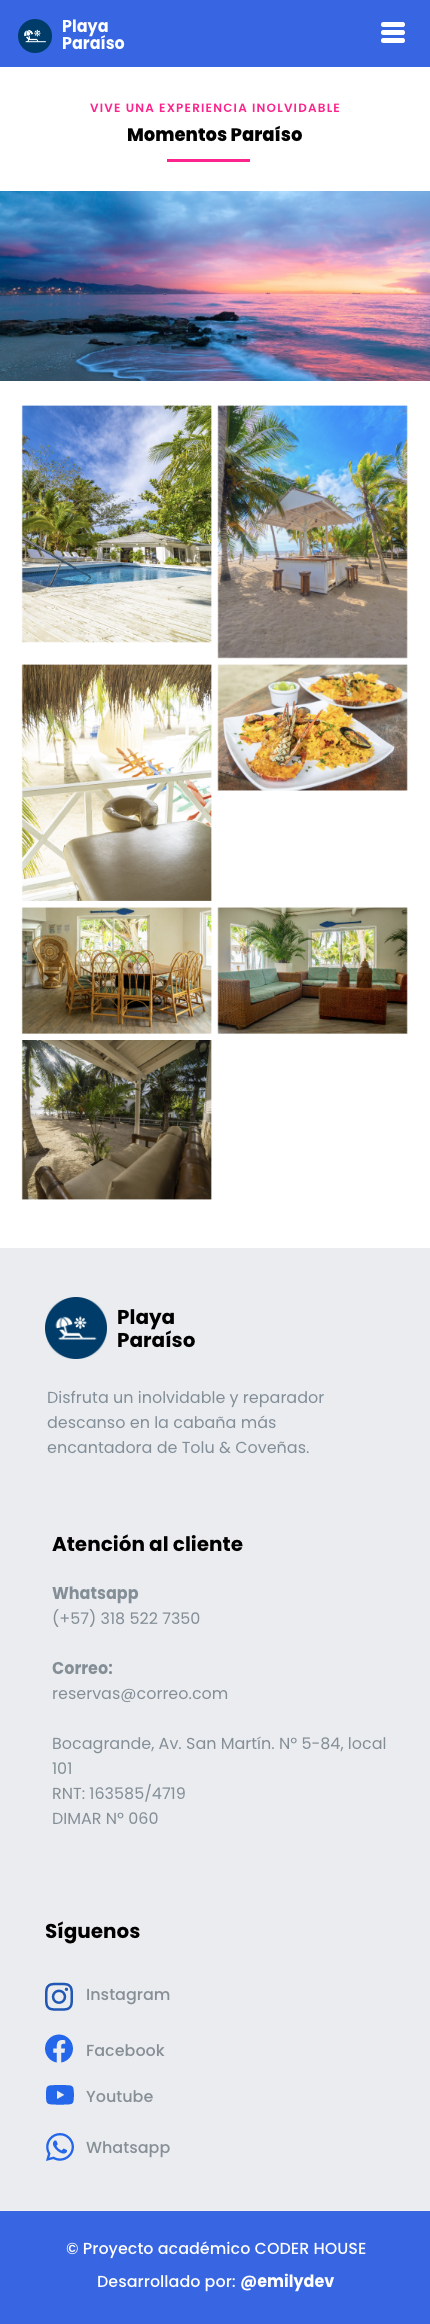 Playa
Paraíso
VIVE UNA EXPERIENCIA INOLVIDABLE
Momentos Paraíso
Playa
Paraíso
Disfruta un inolvidable y reparador
descanso en la cabaña más
encantadora de Tolu & Coveñas.
Atención al cliente
Whatsapp
(+57) 318 522 7350
Correo:
reservas@correo.com
Bocagrande, Av. San Martín. N° 5-84, local
101
RNT: 163585/4719
DIMAR N° 060
Síguenos
Instagram
Facebook
Youtube
Whatsapp
© Proyecto académico CODER HOUSE
Desarrollado por: @emilydev